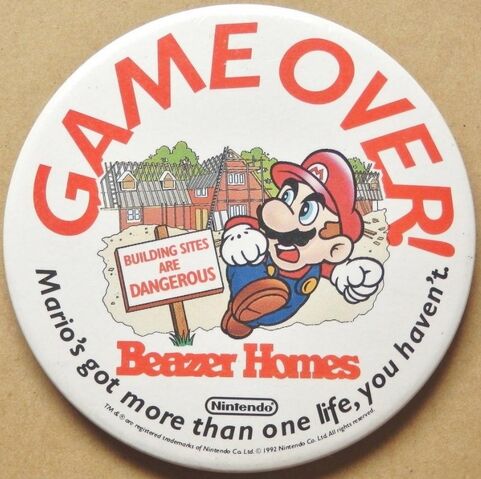 GAME OVER!
M
BUILDING SITES
ARE
DANGEROUS
Beazer Homes
Nintendo
Mario's got more than one life, you haven't.
TM & ® are registered trademarks of Nintendo Co. Ltd. © 1992 Nintendo Co. Ltd. All rights reserved.